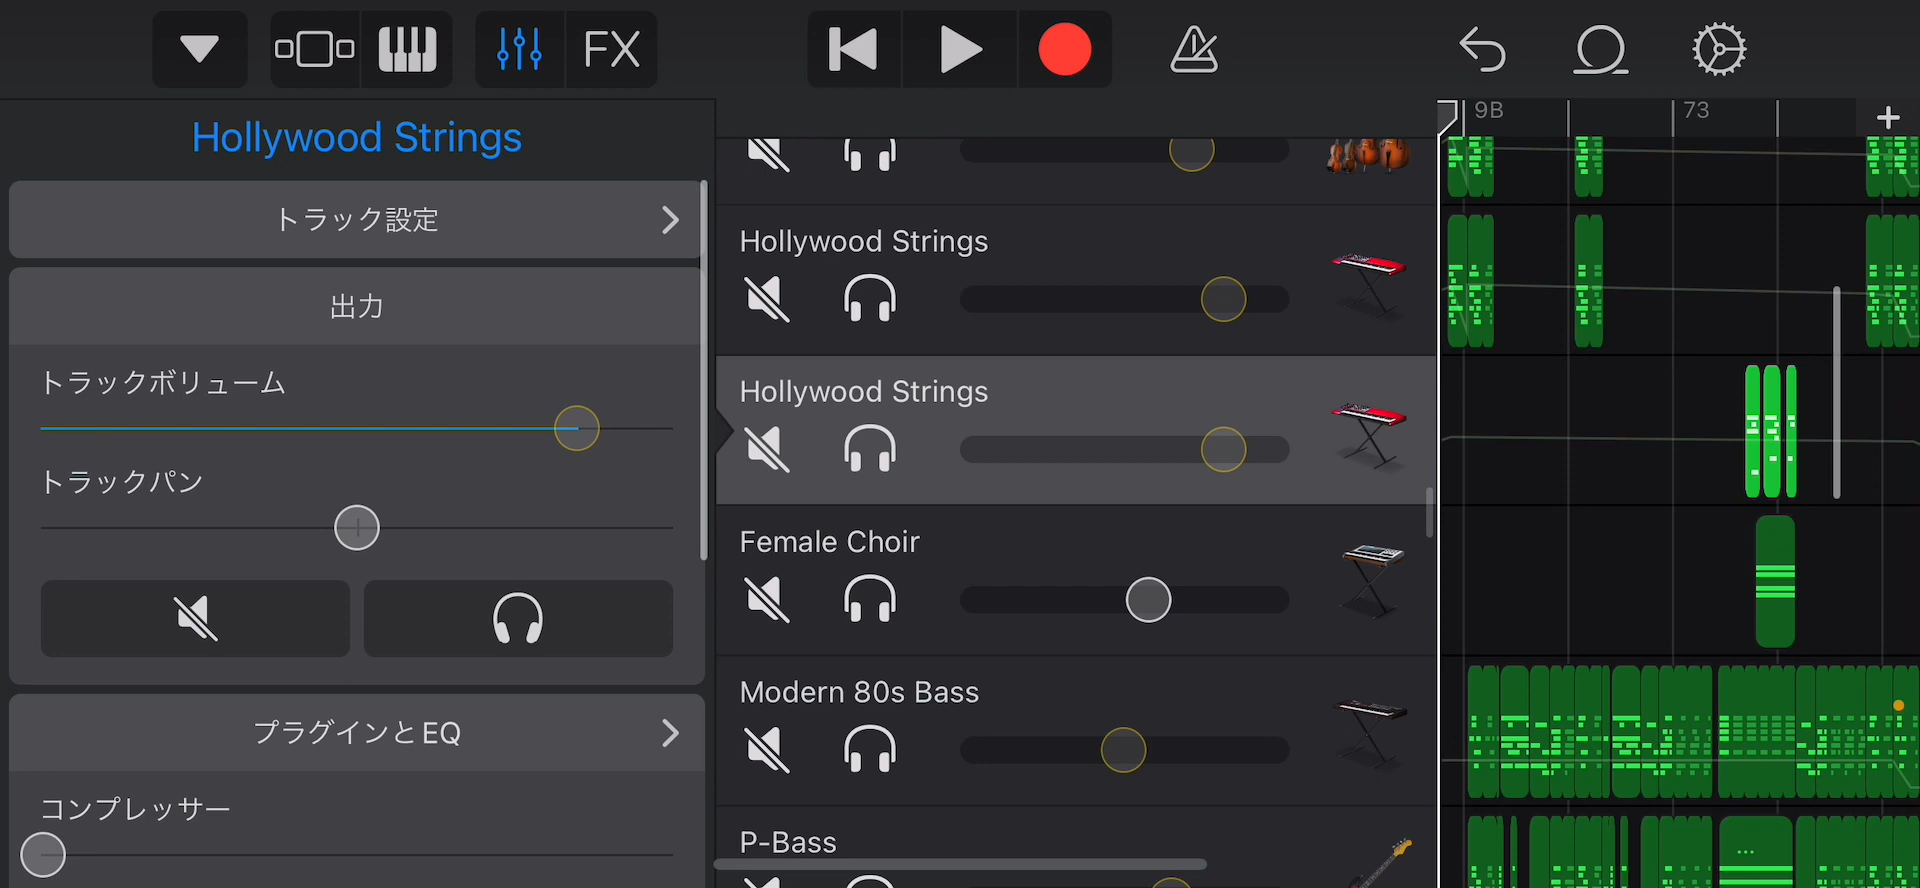 FX
Hollywood Strings
トラック設定
出力
トラックボリューム
トラックパン
プラグインとEQ
コンプレッサー
Hollywood Strings
Hollywood Strings
Female Choir
Modern 80s Bass
P-Bass
9B
73
+